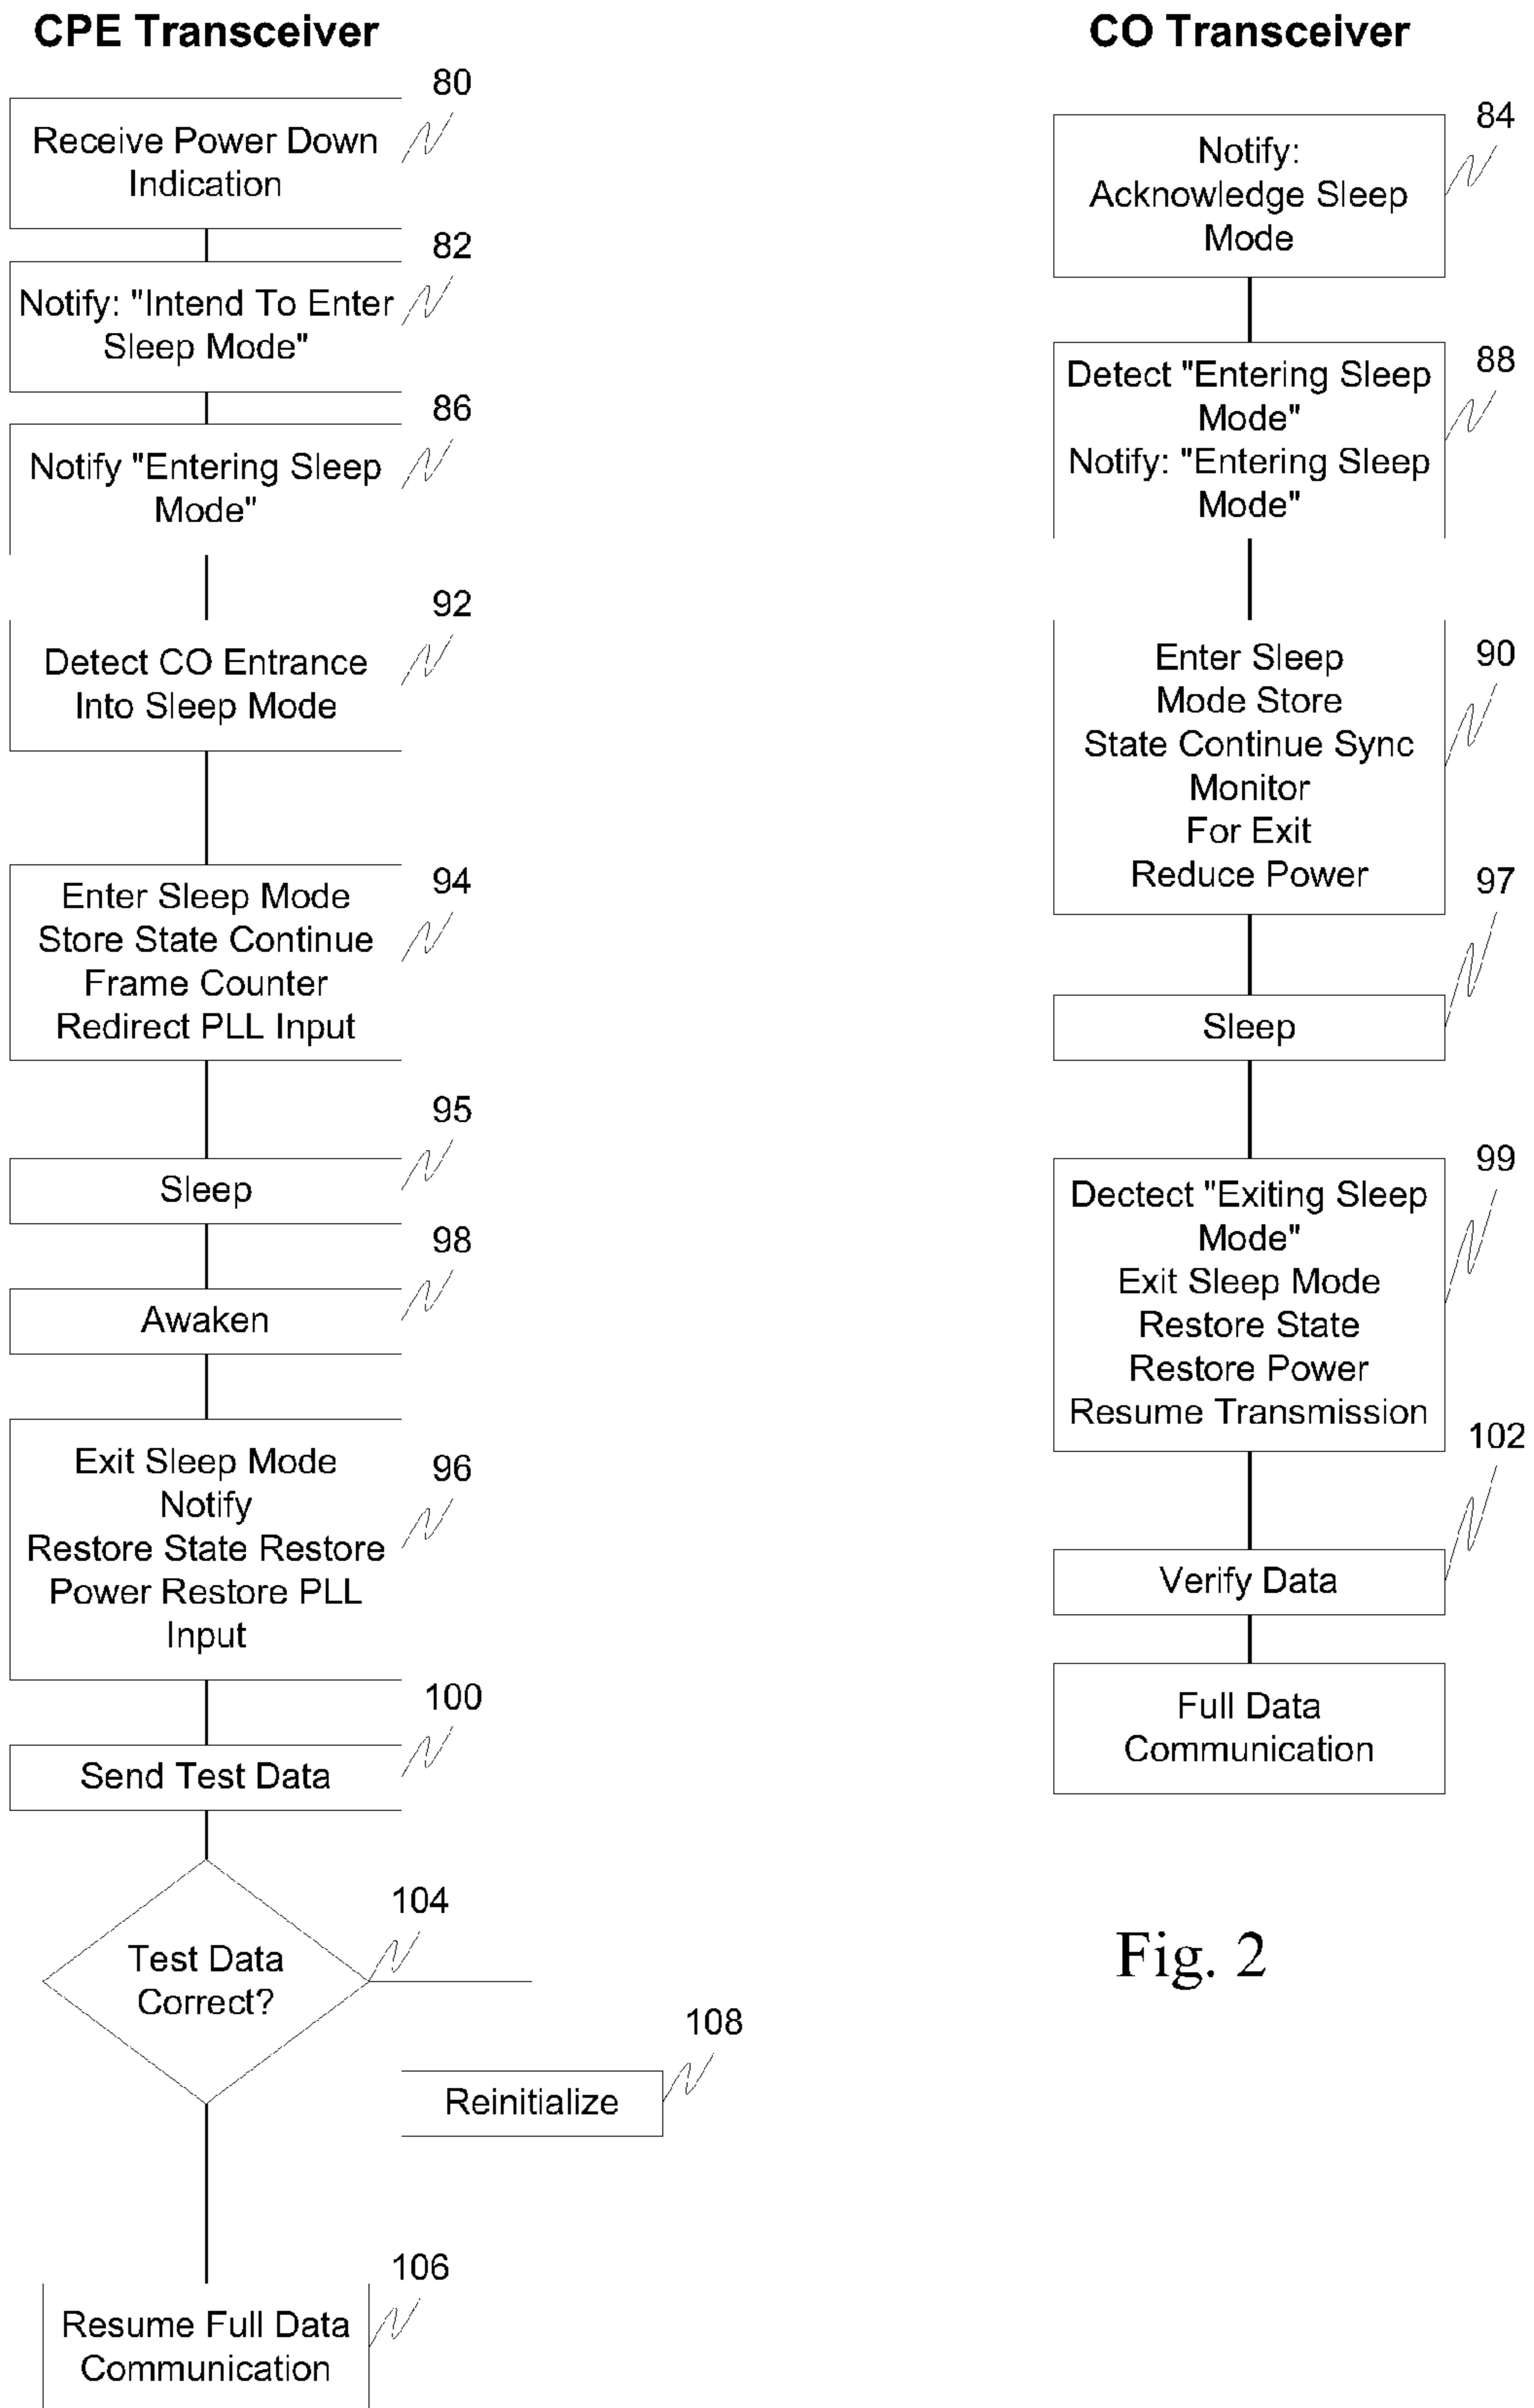 CPE Transceiver
80
Receive Power Down
Indication
82
Notify: "Intend To Enter
Sleep Mode"
86
Notify "Entering Sleep
Mode"
92
Detect CO Entrance
Into Sleep Mode
94
Enter Sleep Mode
Store State Continue
Frame Counter
Redirect PLL Input
95
Sleep
98
Awaken
96
Exit Sleep Mode
Notify
Restore State Restore
Power Restore PLL
Input
100
Send Test Data
104
Test Data
Correct?
108
Reinitialize
106
Resume Full Data
Communication
CO Transceiver
84
Notify:
Acknowledge Sleep
Mode
88
Detect "Entering Sleep
Mode"
Notify: "Entering Sleep
Mode"
90
Enter Sleep
Mode Store
State Continue Sync
Monitor
For Exit
Reduce Power
97
Sleep
99
Dectect "Exiting Sleep
Mode"
Exit Sleep Mode
Restore State
Restore Power
Resume Transmission
102
Verify Data
Full Data
Communication
Fig. 2